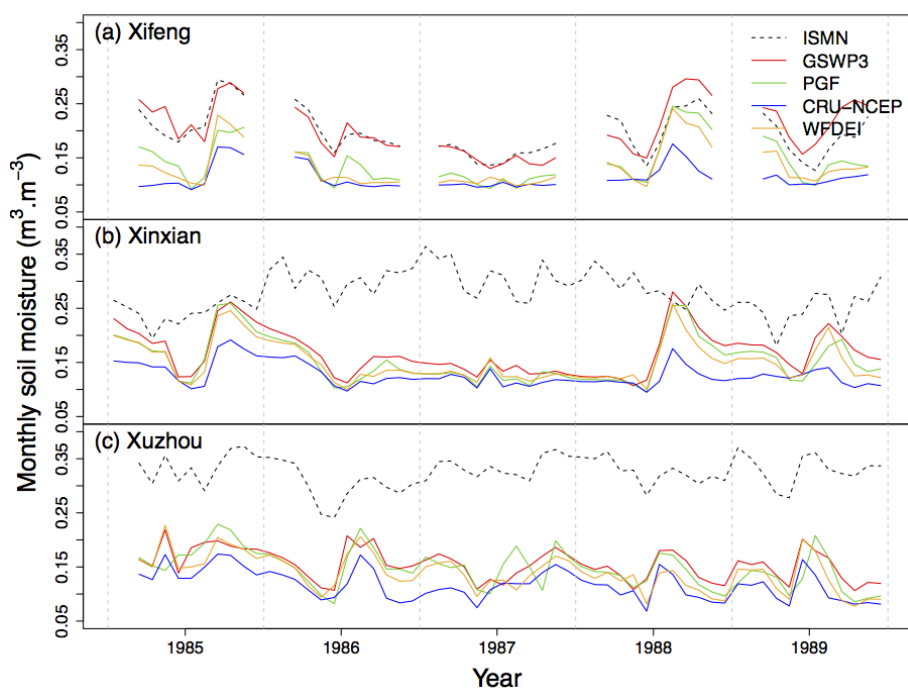 (a) Xifeng
ISMN
GSWP3
PGF
CRU−NCEP
WFDEI
0.35
0.25
0.15
0.05
(b) Xinxian
0.35
0.25
0.15
0.05
(c) Xuzhou
0.35
0.25
0.15
0.05
Monthly soil moisture (m³.m⁻³)
1985 1986 1987 1988 1989
Year